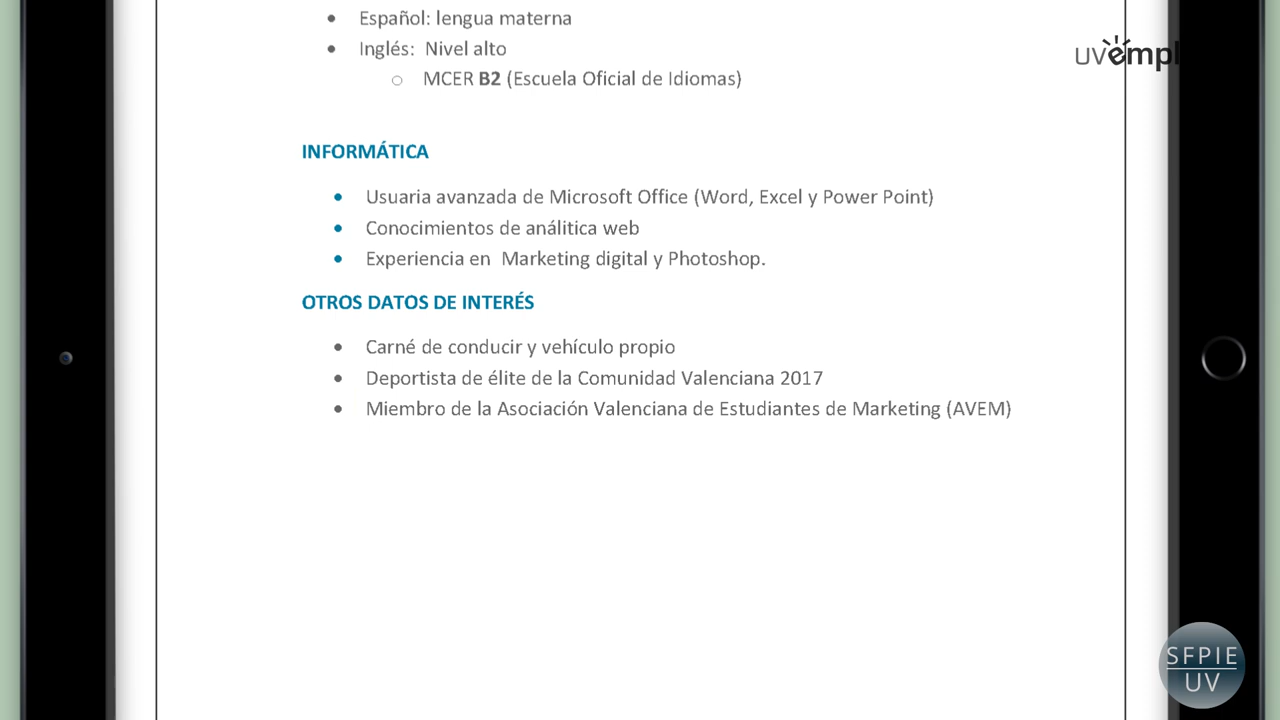 Español: lengua materna
Inglés: Nivel alto
MCER B2 (Escuela Oficial de Idiomas)
uvempl
INFORMÁTICA
Usuaria avanzada de Microsoft Office (Word, Excel y Power Point)
Conocimientos de análitica web
Experiencia en Marketing digital y Photoshop.
OTROS DATOS DE INTERÉS
Carné de conducir y vehículo propio
Deportista de élite de la Comunidad Valenciana 2017
Miembro de la Asociación Valenciana de Estudiantes de Marketing (AVEM)
SFPIE
UV